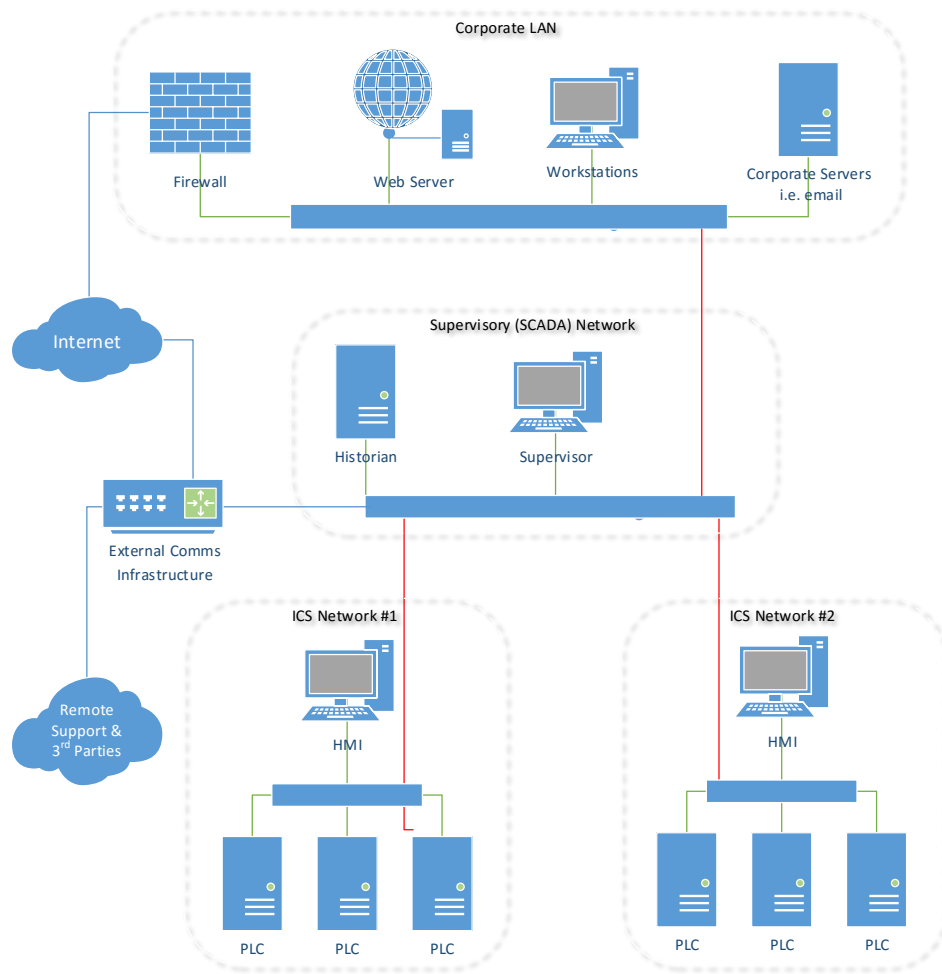 Corporate LAN
Firewall
Web Server
Workstations
Corporate Servers
i.e. email
Internet
Supervisory (SCADA) Network
Historian
Supervisor
External Comms
Infrastructure
ICS Network #1
ICS Network #2
Remote
Support &
3rd Parties
HMI
HMI
PLC
PLC
PLC
PLC
PLC
PLC